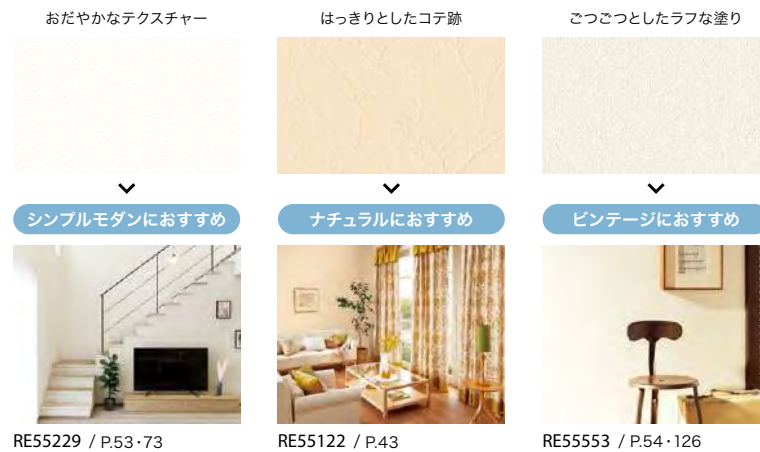 おだやかなテクスチャー
はっきりとしたコテ跡
ごつごつとしたラフな塗り
シンプルモダンにおすすめ
ナチュラルにおすすめ
ビンテージにおすすめ
RE55229 / P.53・73
RE55122 / P.43
RE55553 / P.54・126